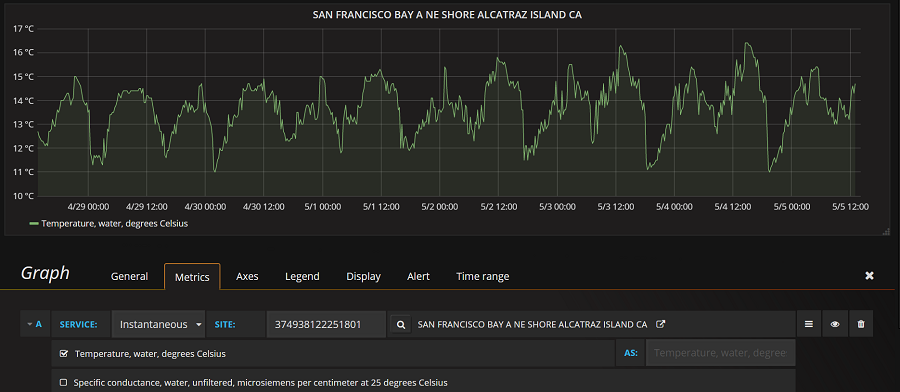 SAN FRANCISCO BAY A NE SHORE ALCATRAZ ISLAND CA
17 °C
16 °C
15 °C
14 °C
13 °C
12 °C
11 °C
10 °C
4/29 00:00 4/29 12:00 4/30 00:00 4/30 12:00 5/1 00:00 5/1 12:00 5/2 00:00 5/2 12:00 5/3 00:00 5/3 12:00 5/4 00:00 5/4 12:00 5/5 00:00 5/5 12:00
Temperature, water, degrees Celsius
Graph General Metrics Axes Legend Display Alert Time range
A SERVICE: Instantaneous SITE: 374938122251801 SAN FRANCISCO BAY A NE SHORE ALCATRAZ ISLAND CA
Temperature, water, degrees Celsius AS: Temperature, water, degree
Specific conductance, water, unfiltered, microsiemens per centimeter at 25 degrees Celsius